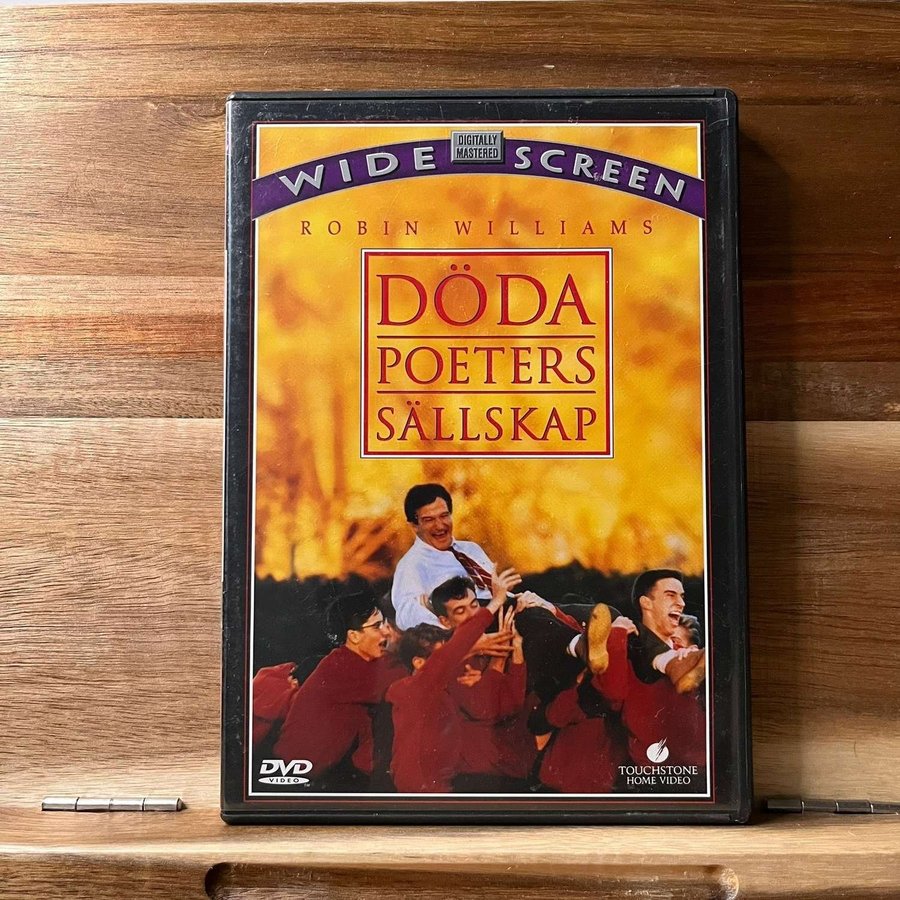 DIGITALLY
MASTERED
WIDE SCREEN
ROBIN WILLIAMS
DÖDA
POETERS
SÄLLSKAP
DVD
VIDEO
TOUCHSTONE
HOME VIDEO